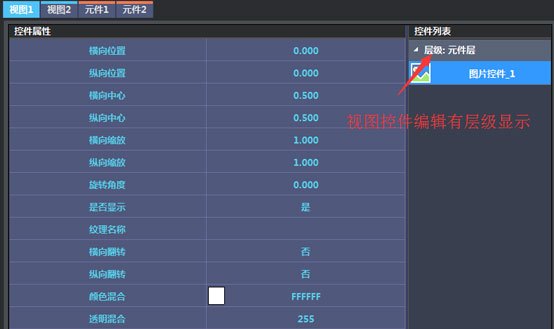 视图1 视图2 元件1 元件2
控件属性 控件列表
横向位置 0.000 层级: 元件层
纵向位置 0.000 图片控件_1
横向中心 0.500
纵向中心 0.500
视图控件编辑有层级显示
横向缩放 1.000
纵向缩放 1.000
旋转角度 0.000
是否显示 是
纹理名称
横向翻转 否
纵向翻转 否
颜色混合 FFFFFF
透明混合 255